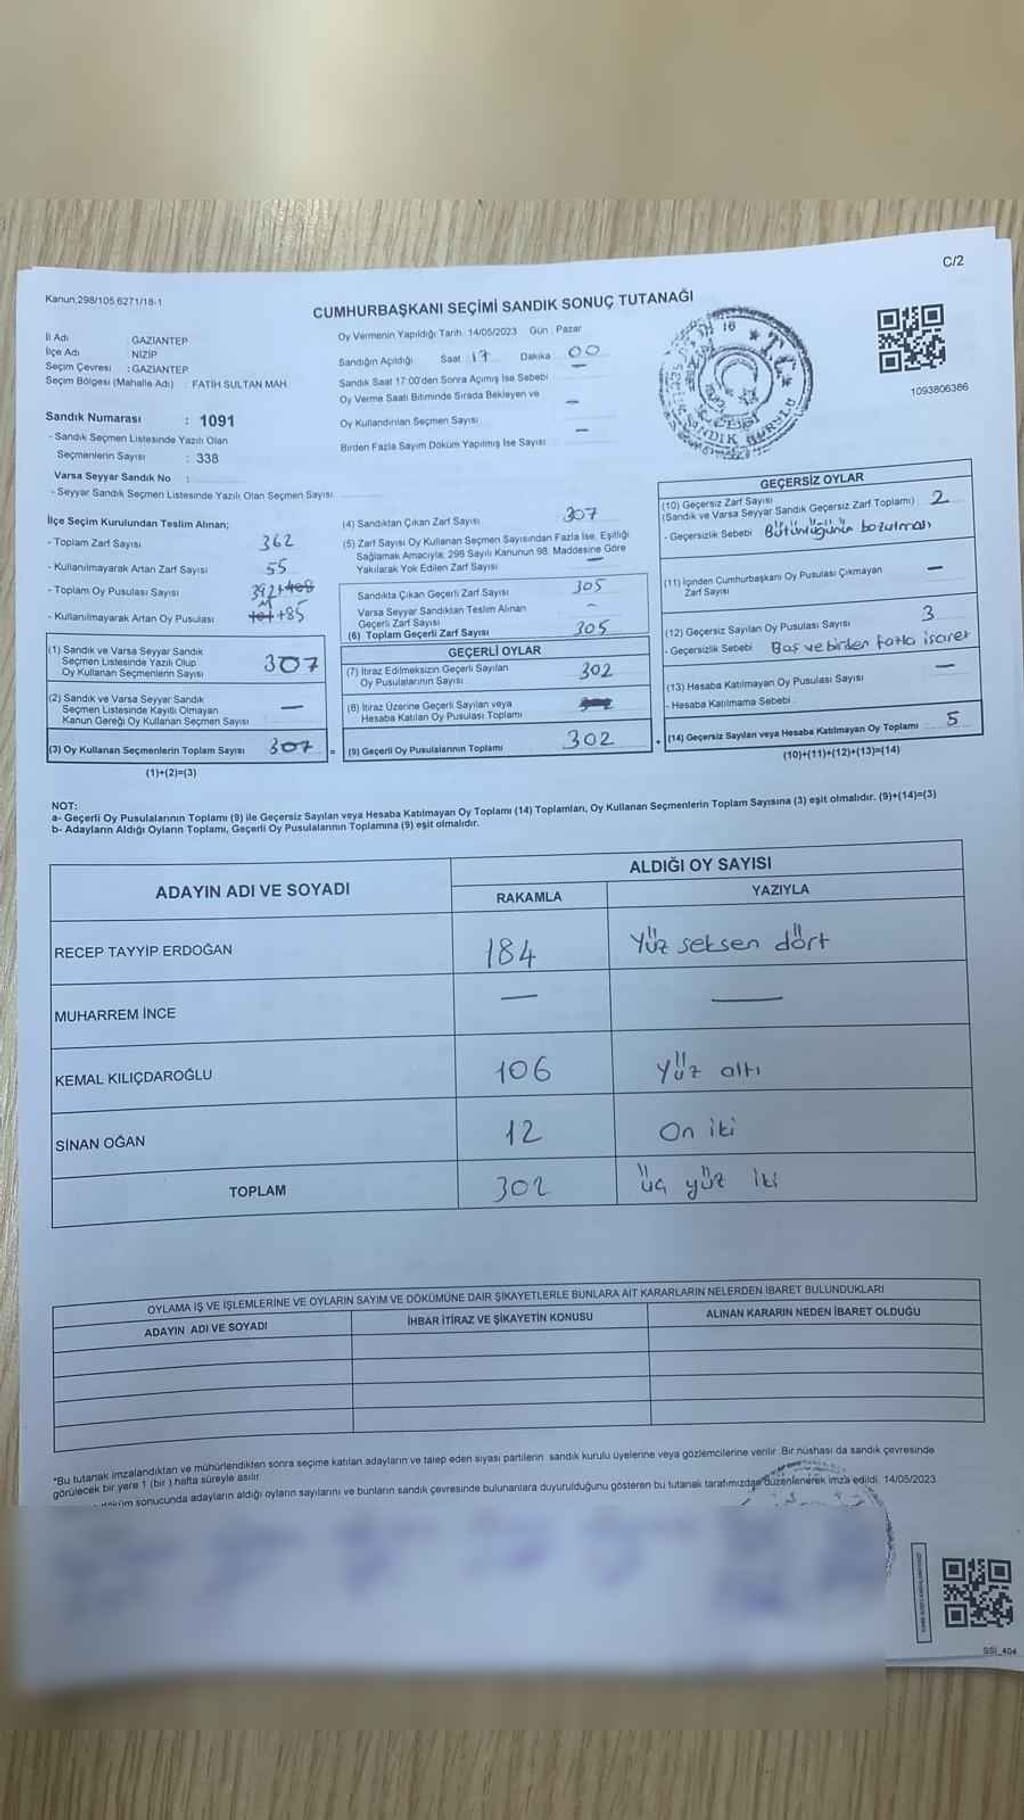 C/2
Kanun,298/105,6271/18-1
CUMHURBAŞKANI SEÇİMİ SANDIK SONUÇ TUTANAĞI
1093806386
İl Adı GAZİANTEP
İlçe Adı NİZİP
Seçim Çevresi : GAZİANTEP
Seçim Bölgesi (Mahalle Adı) : FATİH SULTAN MAH.
Sandık Numarası : 1091
- Sandık Seçmen Listesinde Yazılı Olan
Seçmenlerin Sayısı : 338
Varsa Seyyar Sandık No :
- Seyyar Sandık Seçmen Listesinde Yazılı Olan Seçmen Sayısı
Oy Vermenin Yapıldığı Tarih: 14/05/2023 Gün : Pazar
Sandığın Açıldığı Saat 17 Dakika 00
Sandık Saat 17:00'den Sonra Açımış İse Sebebi —
Oy Verme Saati Bitiminde Sırada Bekleyen ve
Oy Kullandırılan Seçmen Sayısı —
Birden Fazla Sayım Döküm Yapılmış İse Sayısı —
İlçe Seçim Kurulundan Teslim Alınan;
- Toplam Zarf Sayısı 362
- Kullanılmayarak Artan Zarf Sayısı 55
- Toplam Oy Pusulası Sayısı 392
- Kullanılmayarak Artan Oy Pusulası 85
(1) Sandık ve Varsa Seyyar Sandık
Seçmen Listesinde Yazılı Olup
Oy Kullanan Seçmenlerin Sayısı 307
(2) Sandık ve Varsa Seyyar Sandık
Seçmen Listesinde Kayıtlı Olmayan
Kanun Gereği Oy Kullanan Seçmen Sayısı —
(3) Oy Kullanan Seçmenlerin Toplam Sayısı 307 =
(1)+(2)=(3)
(4) Sandıktan Çıkan Zarf Sayısı 307
(5) Zarf Sayısı Oy Kullanan Seçmen Sayısından Fazla İse, Eşitliği
Sağlamak Amacıyla, 298 Sayılı Kanunun 98. Maddesine Göre
Yakılarak Yok Edilen Zarf Sayısı —
Sandıkta Çıkan Geçerli Zarf Sayısı 305
Varsa Seyyar Sandıktan Teslim Alınan
Geçerli Zarf Sayısı -
(6) Toplam Geçerli Zarf Sayısı 305
GEÇERLİ OYLAR
(7) İtiraz Edilmeksizin Geçerli Sayılan
Oy Pusulalarının Sayısı 302
(8) İtiraz Üzerine Geçerli Sayılan veya
Hesaba Katılan Oy Pusulası Toplamı
(9) Geçerli Oy Pusulalarının Toplamı 302 +
GEÇERSİZ OYLAR
(10) Geçersiz Zarf Sayısı
(Sandık ve Varsa Seyyar Sandık Geçersiz Zarf Toplamı) 2
- Geçersizlik Sebebi Bütünlüğünün bozulması
(11) İçinden Cumhurbaşkanı Oy Pusulası Çıkmayan
Zarf Sayısı —
(12) Geçersiz Sayılan Oy Pusulası Sayısı 3
- Geçersizlik Sebebi Boş ve birden fazla işaret
(13) Hesaba Katılmayan Oy Pusulası Sayısı —
- Hesaba Katılmama Sebebi
(14) Geçersiz Sayılan veya Hesaba Katılmayan Oy Toplamı 5
(10)+(11)+(12)+(13)=(14)
NOT:
a- Geçerli Oy Pusulalarının Toplamı (9) ile Geçersiz Sayılan veya Hesaba Katılmayan Oy Toplamı (14) Toplamları, Oy Kullanan Seçmenlerin Toplam Sayısına (3) eşit olmalıdır. (9)+(14)=(3)
b- Adayların Aldığı Oyların Toplamı, Geçerli Oy Pusulalarının Toplamına (9) eşit olmalıdır.
ADAYIN ADI VE SOYADI ALDIĞI OY SAYISI
RAKAMLA YAZIYLA
RECEP TAYYİP ERDOĞAN 184 Yüz seksen dört
MUHARREM İNCE — —
KEMAL KILIÇDAROĞLU 106 Yüz altı
SİNAN OĞAN 12 On iki
TOPLAM 302 üç yüz iki
OYLAMA İŞ VE İŞLEMLERİNE VE OYLARIN SAYIM VE DÖKÜMÜNE DAİR ŞİKAYETLERLE BUNLARA AİT KARARLARIN NELERDEN İBARET BULUNDUKLARI
ADAYIN ADI VE SOYADI İHBAR İTİRAZ VE ŞİKAYETİN KONUSU ALINAN KARARIN NEDEN İBARET OLDUĞU
*Bu tutanak imzalandıktan ve mühürlendikten sonra seçime katılan adayların ve talep eden siyasi partilerin sandık kurulu üyelerine veya gözlemcilerine verilir. Bir nüshası da sandık çevresinde
görülecek bir yere 1 (bir) hafta süreyle asılır.
döküm sonucunda adayların aldığı oyların sayılarını ve bunların sandık çevresinde bulunanlara duyurulduğunu gösteren bu tutanak tarafımızdan düzenlenerek imza edildi. 14/05/2023
SSİ_404